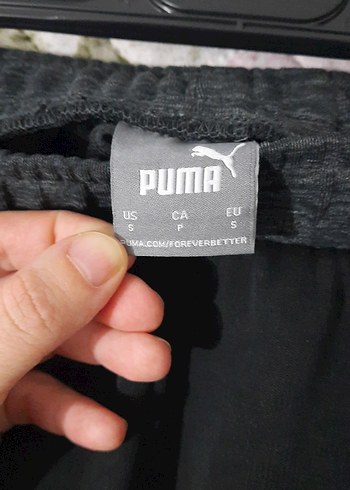 PUMA
US CA EU
S P S
PUMA.COM/FOREVERBETTER